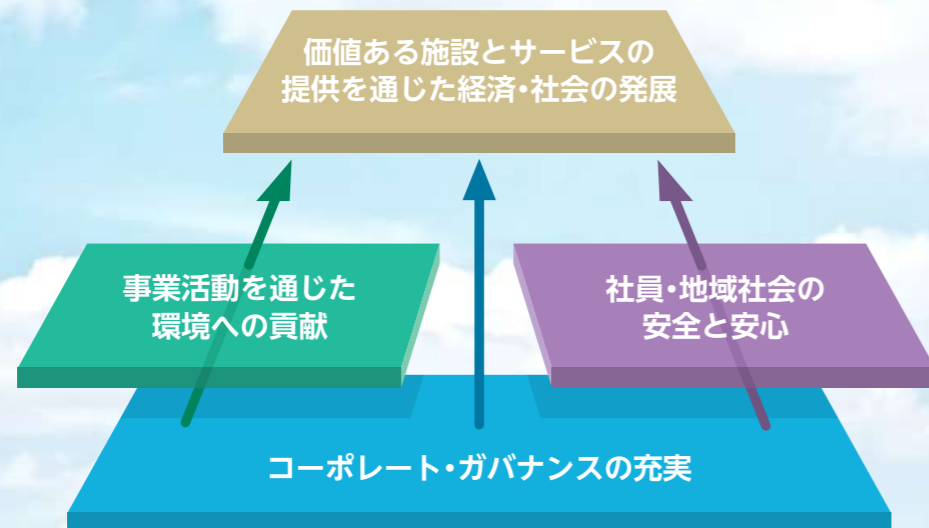 価値ある施設とサービスの
提供を通じた経済・社会の発展
事業活動を通じた
環境への貢献
社員・地域社会の
安全と安心
コーポレート・ガバナンスの充実